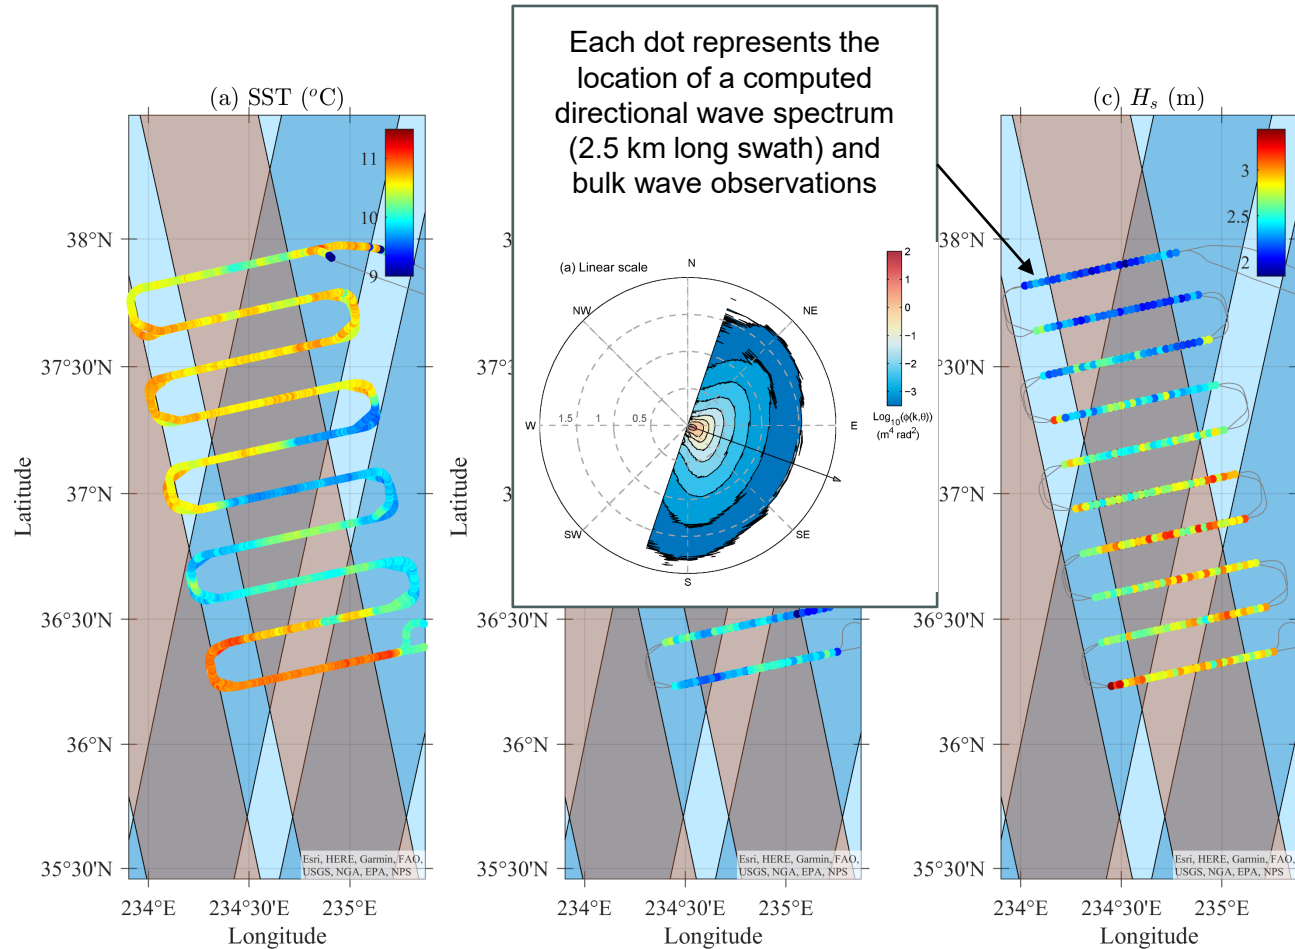 Each dot represents the
location of a computed
directional wave spectrum
(2.5 km long swath) and
bulk wave observations
(a) SST (°C)
11
10
9
38°N
37°30'N
37°N
36°30'N
36°N
35°30'N
Latitude
234°E
234°30'E
235°E
Longitude
Esri, HERE, Garmin, FAO,
USGS, NGA, EPA, NPS
(a) Linear scale
N
NE
E
SE
S
SW
W
NW
1.5
1
0.5
2
1
0
−1
−2
−3
Log10(ϕ(k,θ))
(m⁴ rad²)
3
37°
3
36°30'N
36°N
35°30'N
Latitude
234°E
234°30'E
235°E
Longitude
Esri, HERE, Garmin, FAO,
USGS, NGA, EPA, NPS
(c) Hs (m)
3
2.5
2
38°N
37°30'N
37°N
36°30'N
36°N
35°30'N
Latitude
234°E
234°30'E
235°E
Longitude
Esri, HERE, Garmin, FAO,
USGS, NGA, EPA, NPS